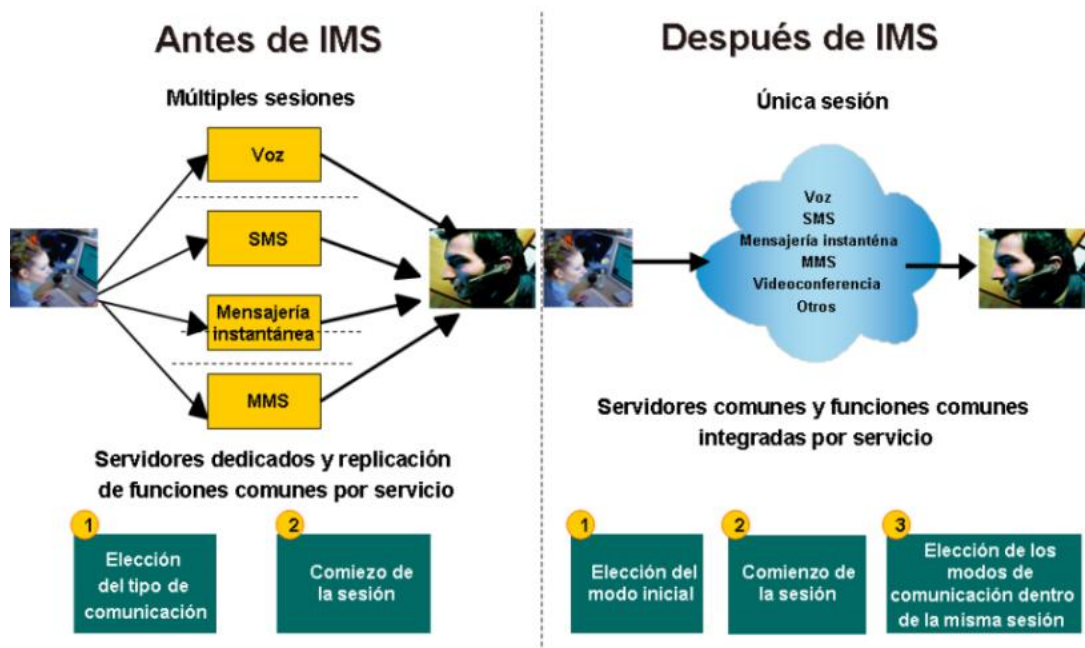 Antes de IMS
Múltiples sesiones
Voz
SMS
Mensajería
instantánea
MMS
Servidores dedicados y replicación
de funciones comunes por servicio
1
Elección
del tipo de
comunicación
2
Comiezo de
la sesión
Después de IMS
Única sesión
Voz
SMS
Mensajería instanténa
MMS
Videoconferencia
Otros
Servidores comunes y funciones comunes
integradas por servicio
1
Elección del
modo inicial
2
Comienzo de
la sesión
3
Elección de los
modos de
comunicación dentro
de la misma sesión